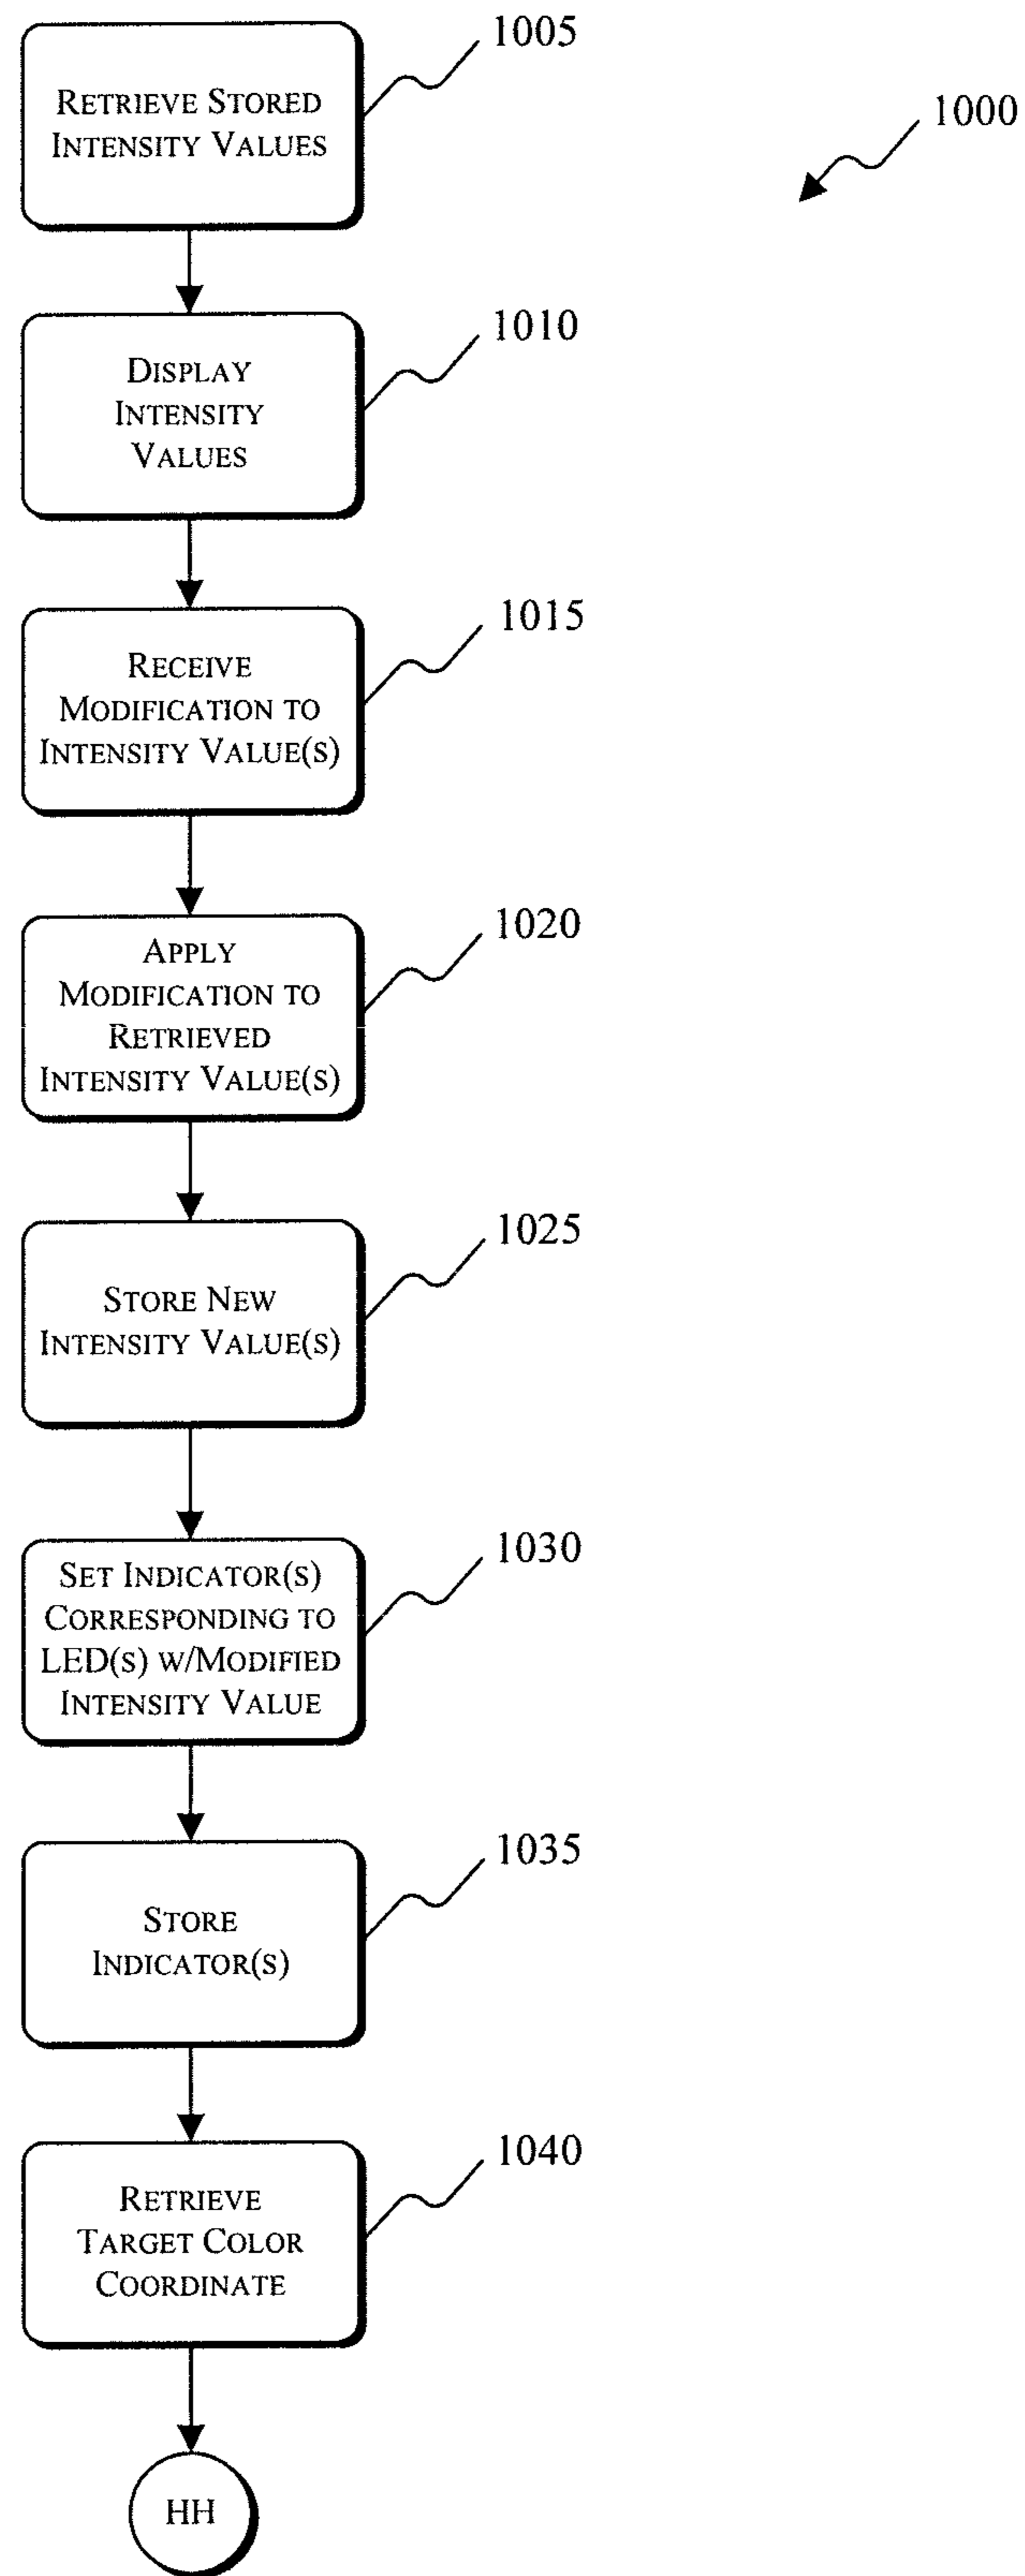 1005
RETRIEVE STORED
INTENSITY VALUES
1000
1010
DISPLAY
INTENSITY
VALUES
1015
RECEIVE
MODIFICATION TO
INTENSITY VALUE(S)
1020
APPLY
MODIFICATION TO
RETRIEVED
INTENSITY VALUE(S)
1025
STORE NEW
INTENSITY VALUE(S)
1030
SET INDICATOR(S)
CORRESPONDING TO
LED(S) W/MODIFIED
INTENSITY VALUE
1035
STORE
INDICATOR(S)
1040
RETRIEVE
TARGET COLOR
COORDINATE
HH